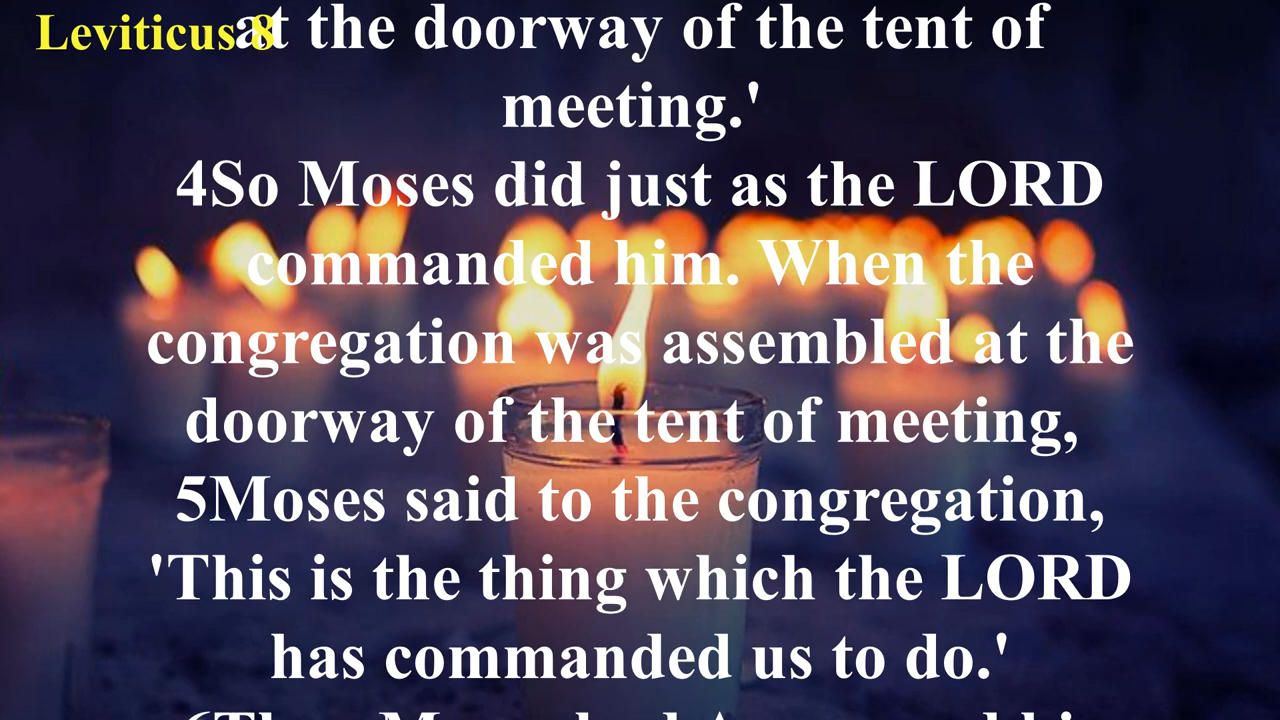 Leviticus 8
at the doorway of the tent of
meeting.'
4So Moses did just as the LORD
commanded him. When the
congregation was assembled at the
doorway of the tent of meeting,
5Moses said to the congregation,
'This is the thing which the LORD
has commanded us to do.'